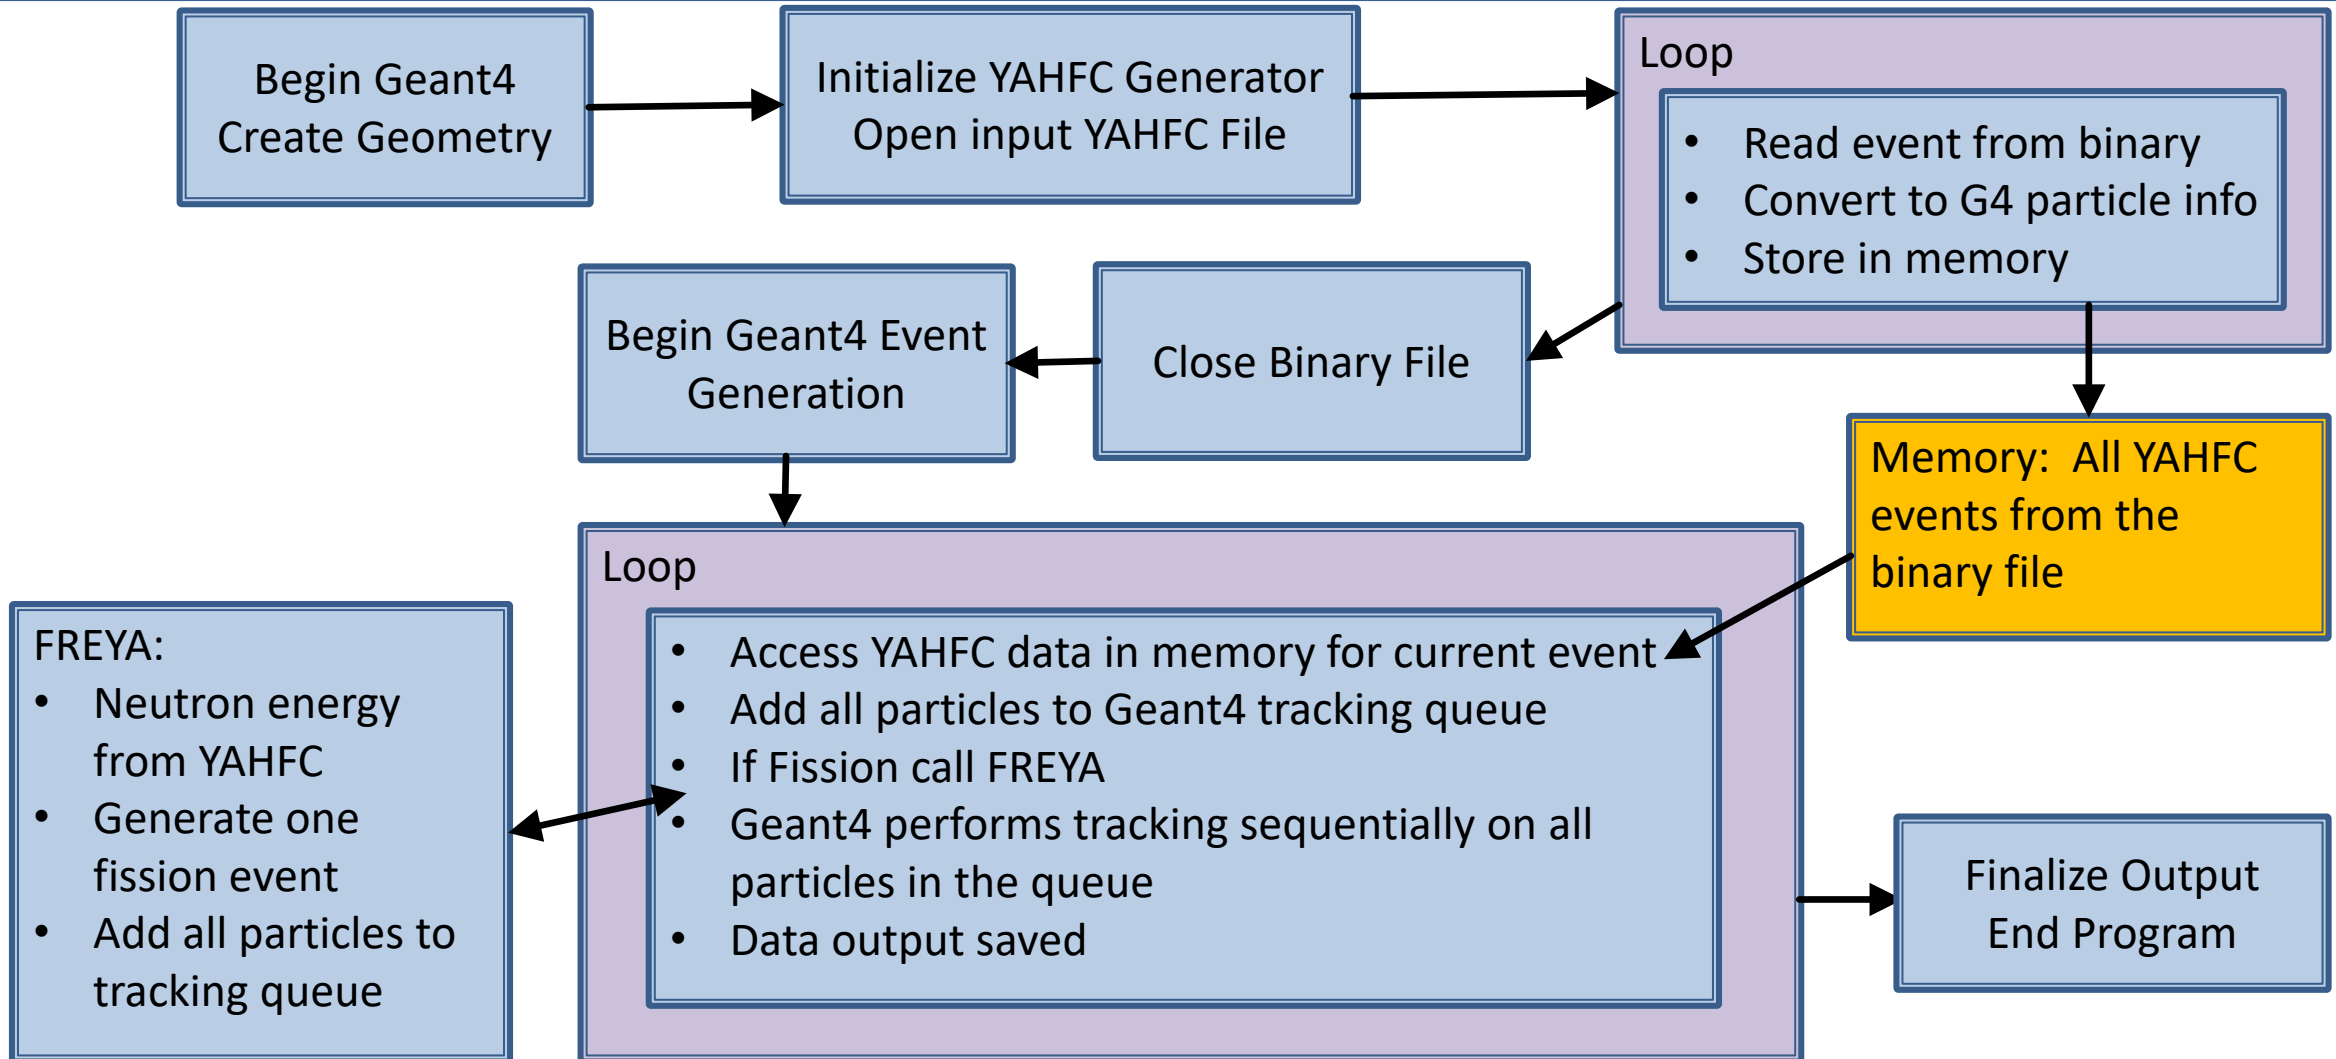 Begin Geant4
Create Geometry
Initialize YAHFC Generator
Open input YAHFC File
Loop
• Read event from binary
• Convert to G4 particle info
• Store in memory
Begin Geant4 Event
Generation
Close Binary File
Memory:  All YAHFC
events from the
binary file
Loop
• Access YAHFC data in memory for current event
• Add all particles to Geant4 tracking queue
• If Fission call FREYA
• Geant4 performs tracking sequentially on all
particles in the queue
• Data output saved
FREYA:
• Neutron energy
from YAHFC
• Generate one
fission event
• Add all particles to
tracking queue
Finalize Output
End Program